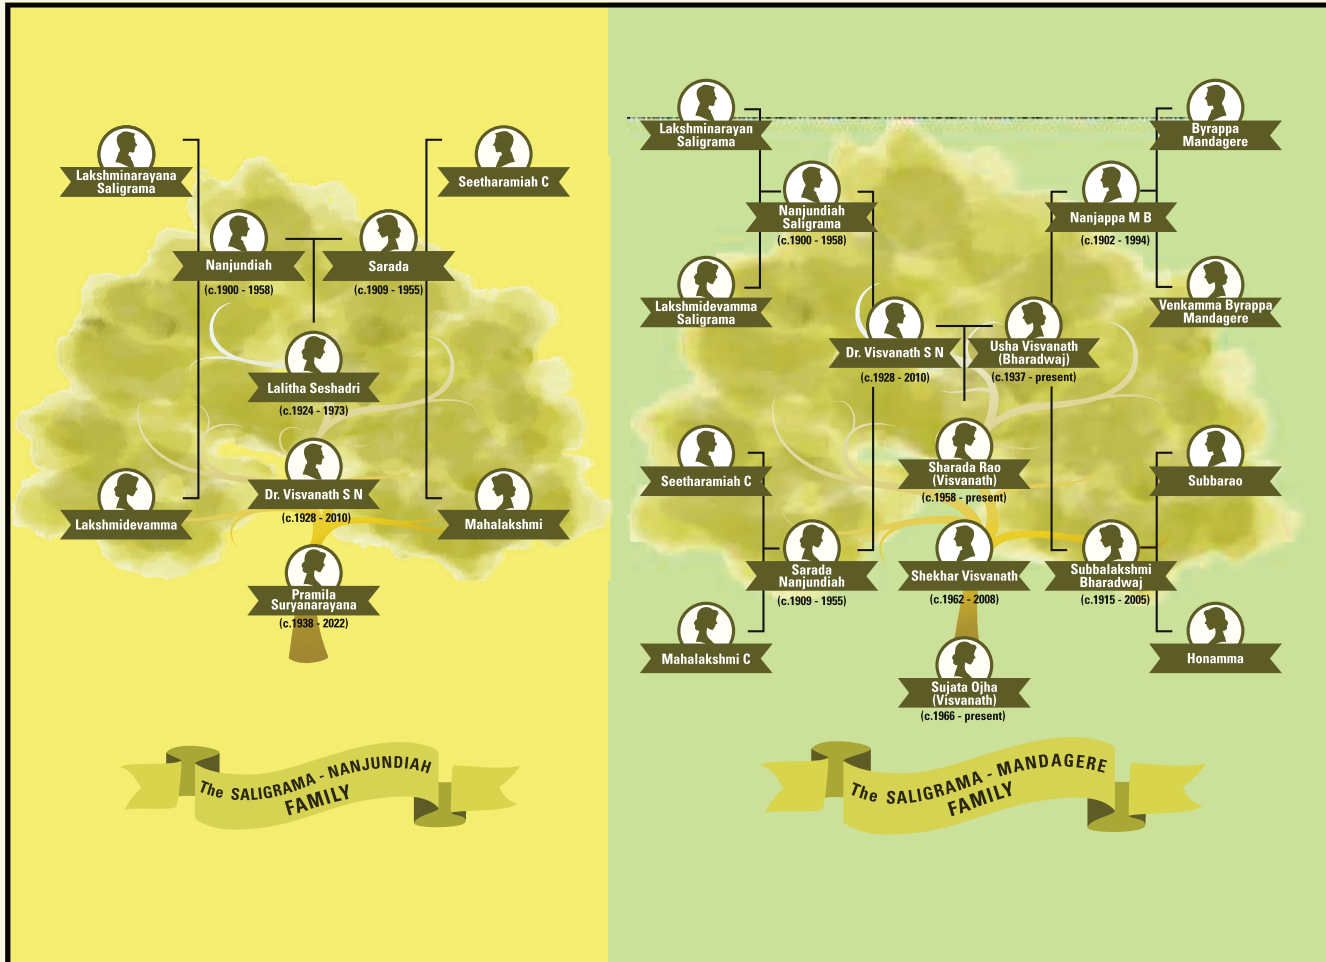 Lakshminarayana
Saligrama
Seetharamiah C
Nanjundiah
(c.1900 - 1958)
Sarada
(c.1909 - 1955)
Lalitha Seshadri
(c.1924 - 1973)
Lakshmidevamma
Dr. Visvanath S N
(c.1928 - 2010)
Mahalakshmi
Pramila
Suryanarayana
(c.1938 - 2022)
The SALIGRAMA - NANJUNDIAH
FAMILY
Lakshminarayan
Saligrama
Byrappa
Mandagere
Nanjundiah
Saligrama
(c.1900 - 1958)
Nanjappa M B
(c.1902 - 1994)
Lakshmidevamma
Saligrama
Venkamma Byrappa
Mandagere
Dr. Visvanath S N
(c.1928 - 2010)
Usha Visvanath
(Bharadwaj)
(c.1937 - present)
Seetharamiah C
Sharada Rao
(Visvanath)
(c.1958 - present)
Subbarao
Sarada
Nanjundiah
(c.1909 - 1955)
Shekhar Visvanath
(c.1962 - 2008)
Subbalakshmi
Bharadwaj
(c.1915 - 2005)
Mahalakshmi C
Honamma
Sujata Ojha
(Visvanath)
(c.1966 - present)
The SALIGRAMA - MANDAGERE
FAMILY